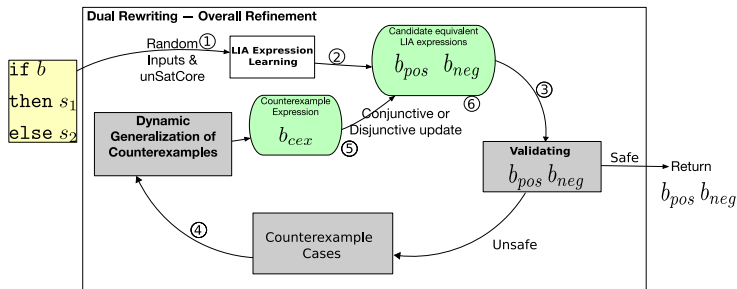 Dual Rewriting — Overall Refinement
if b
then s1
else s2
Random
Inputs &
unSatCore
①
LIA Expression
Learning
②
Candidate equivalent
LIA expressions
bpos bneg
⑥
③
Dynamic
Generalization of
Counterexamples
Counterexample
Expression
bcex
⑤
Conjunctive or
Disjunctive update
Validating
bpos bneg
Safe
Return
bpos bneg
Unsafe
Counterexample
Cases
④